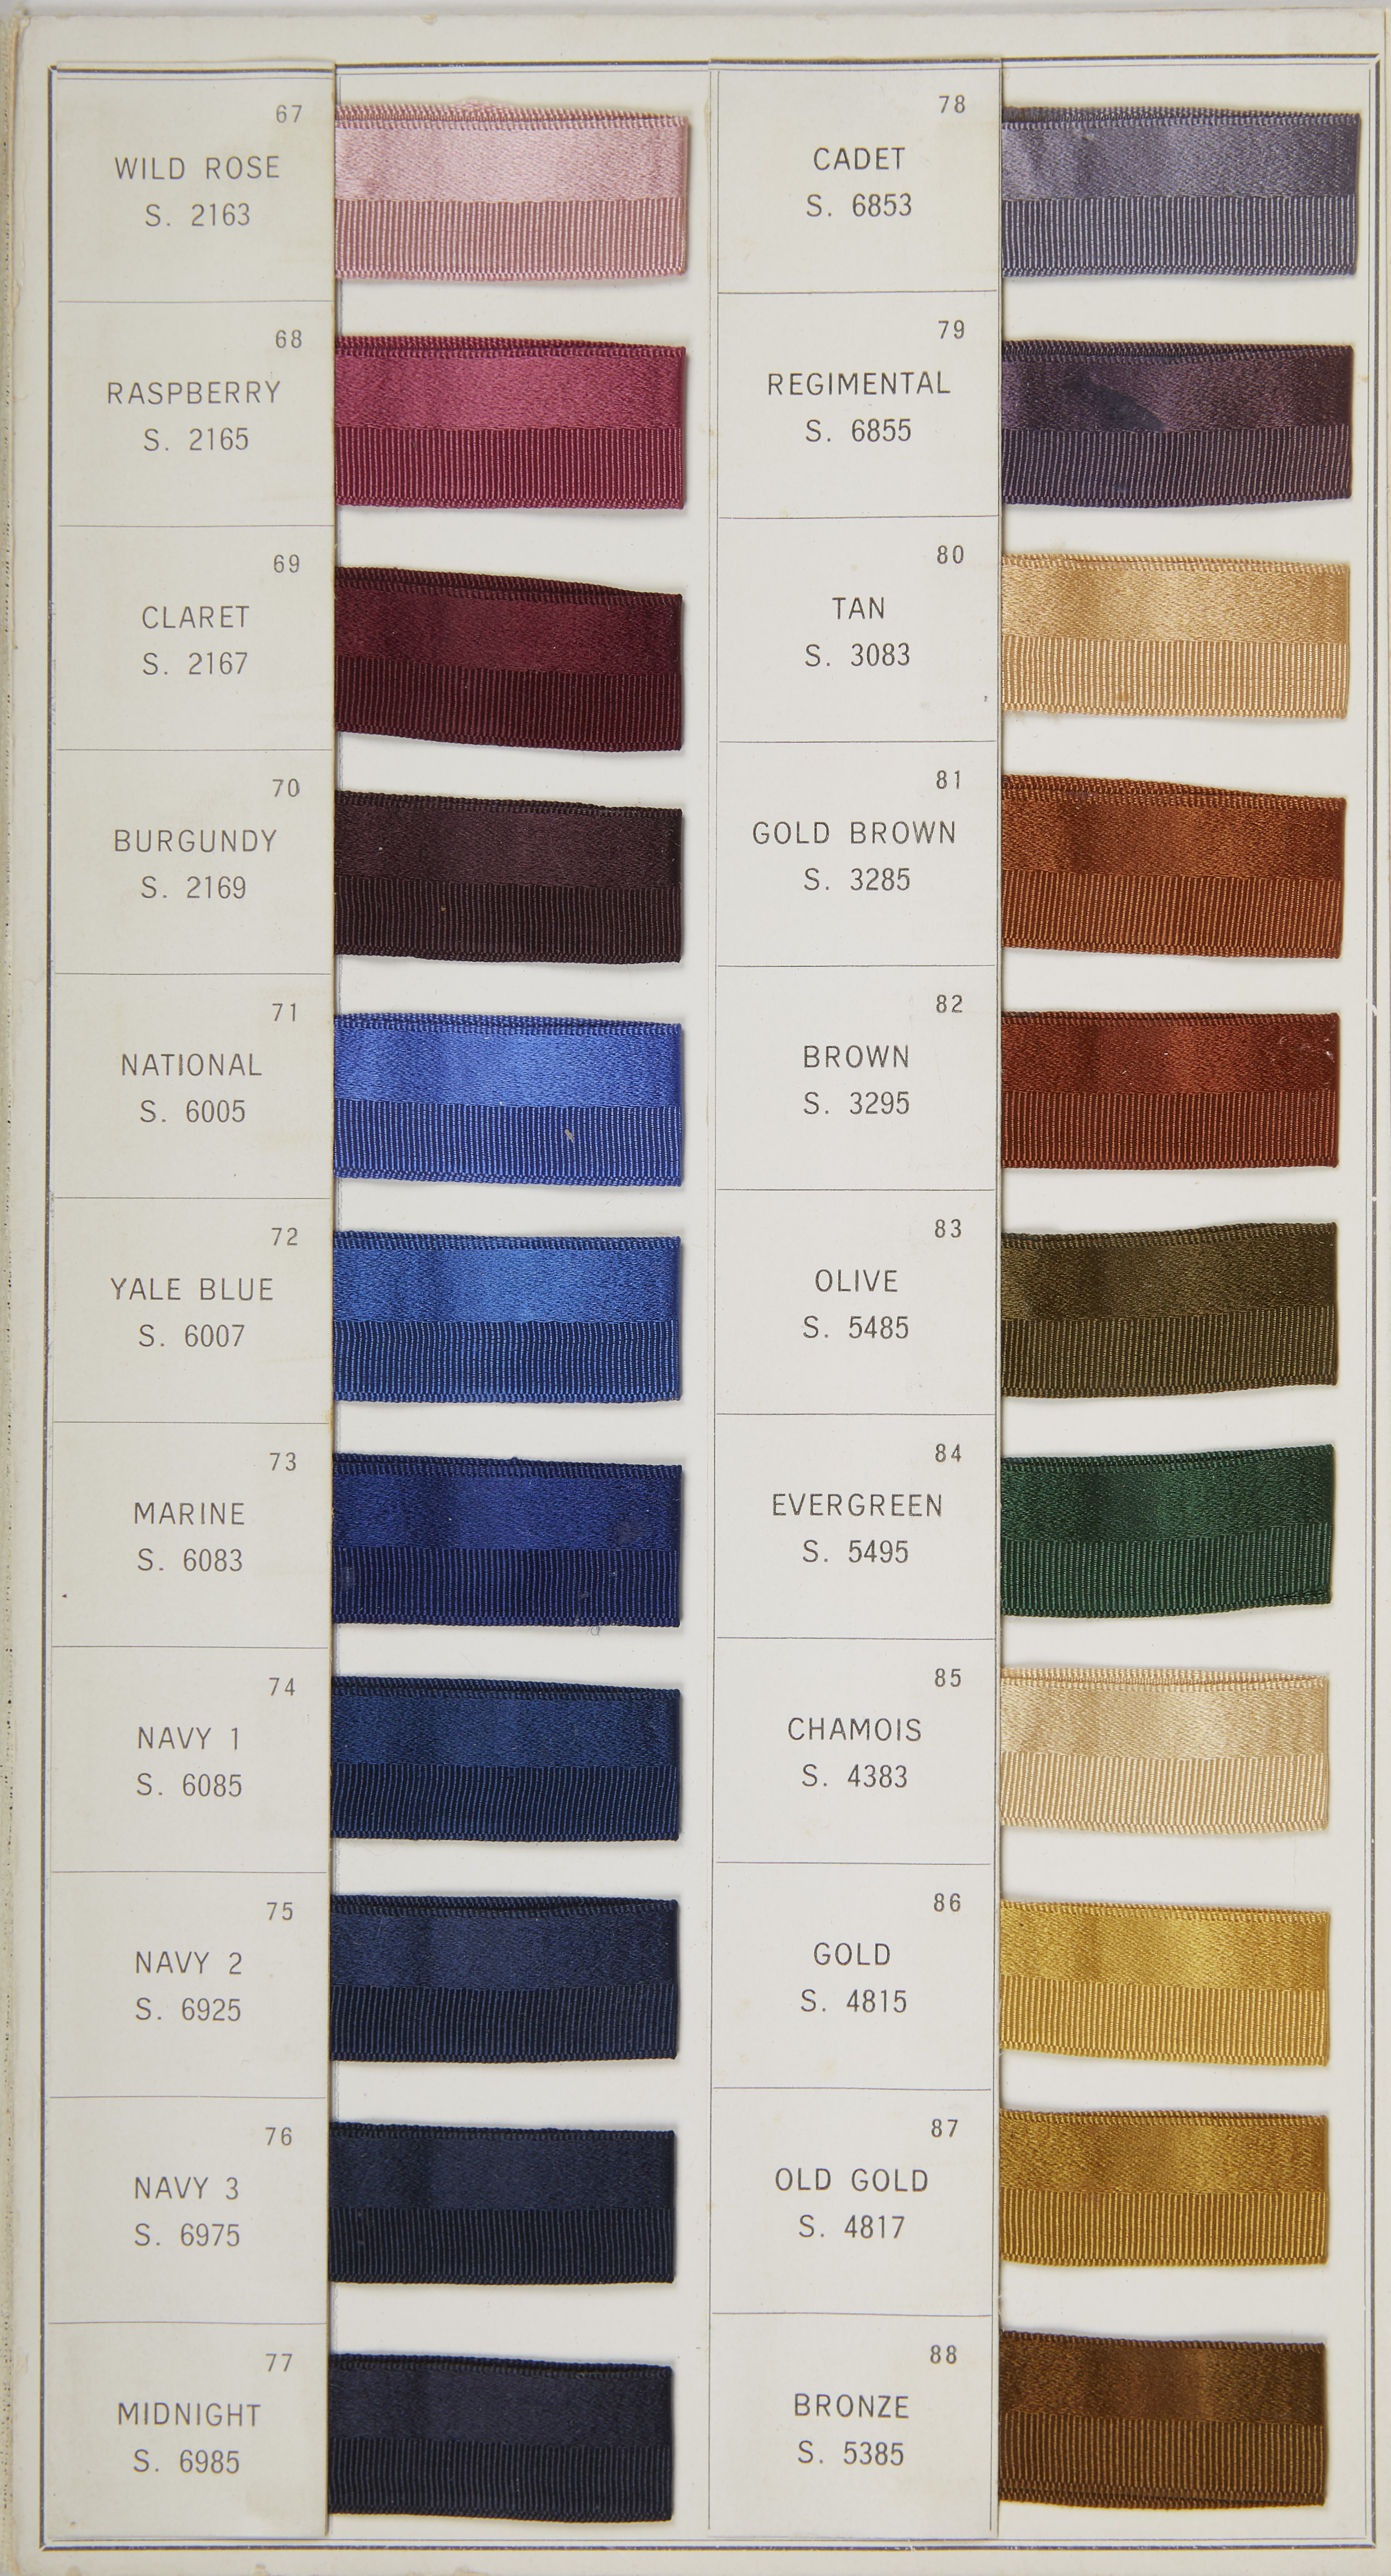 67
WILD ROSE
S. 2163
68
RASPBERRY
S. 2165
69
CLARET
S. 2167
70
BURGUNDY
S. 2169
71
NATIONAL
S. 6005
72
YALE BLUE
S. 6007
73
MARINE
S. 6083
74
NAVY 1
S. 6085
75
NAVY 2
S. 6925
76
NAVY 3
S. 6975
77
MIDNIGHT
S. 6985
78
CADET
S. 6853
79
REGIMENTAL
S. 6855
80
TAN
S. 3083
81
GOLD BROWN
S. 3285
82
BROWN
S. 3295
83
OLIVE
S. 5485
84
EVERGREEN
S. 5495
85
CHAMOIS
S. 4383
86
GOLD
S. 4815
87
OLD GOLD
S. 4817
88
BRONZE
S. 5385